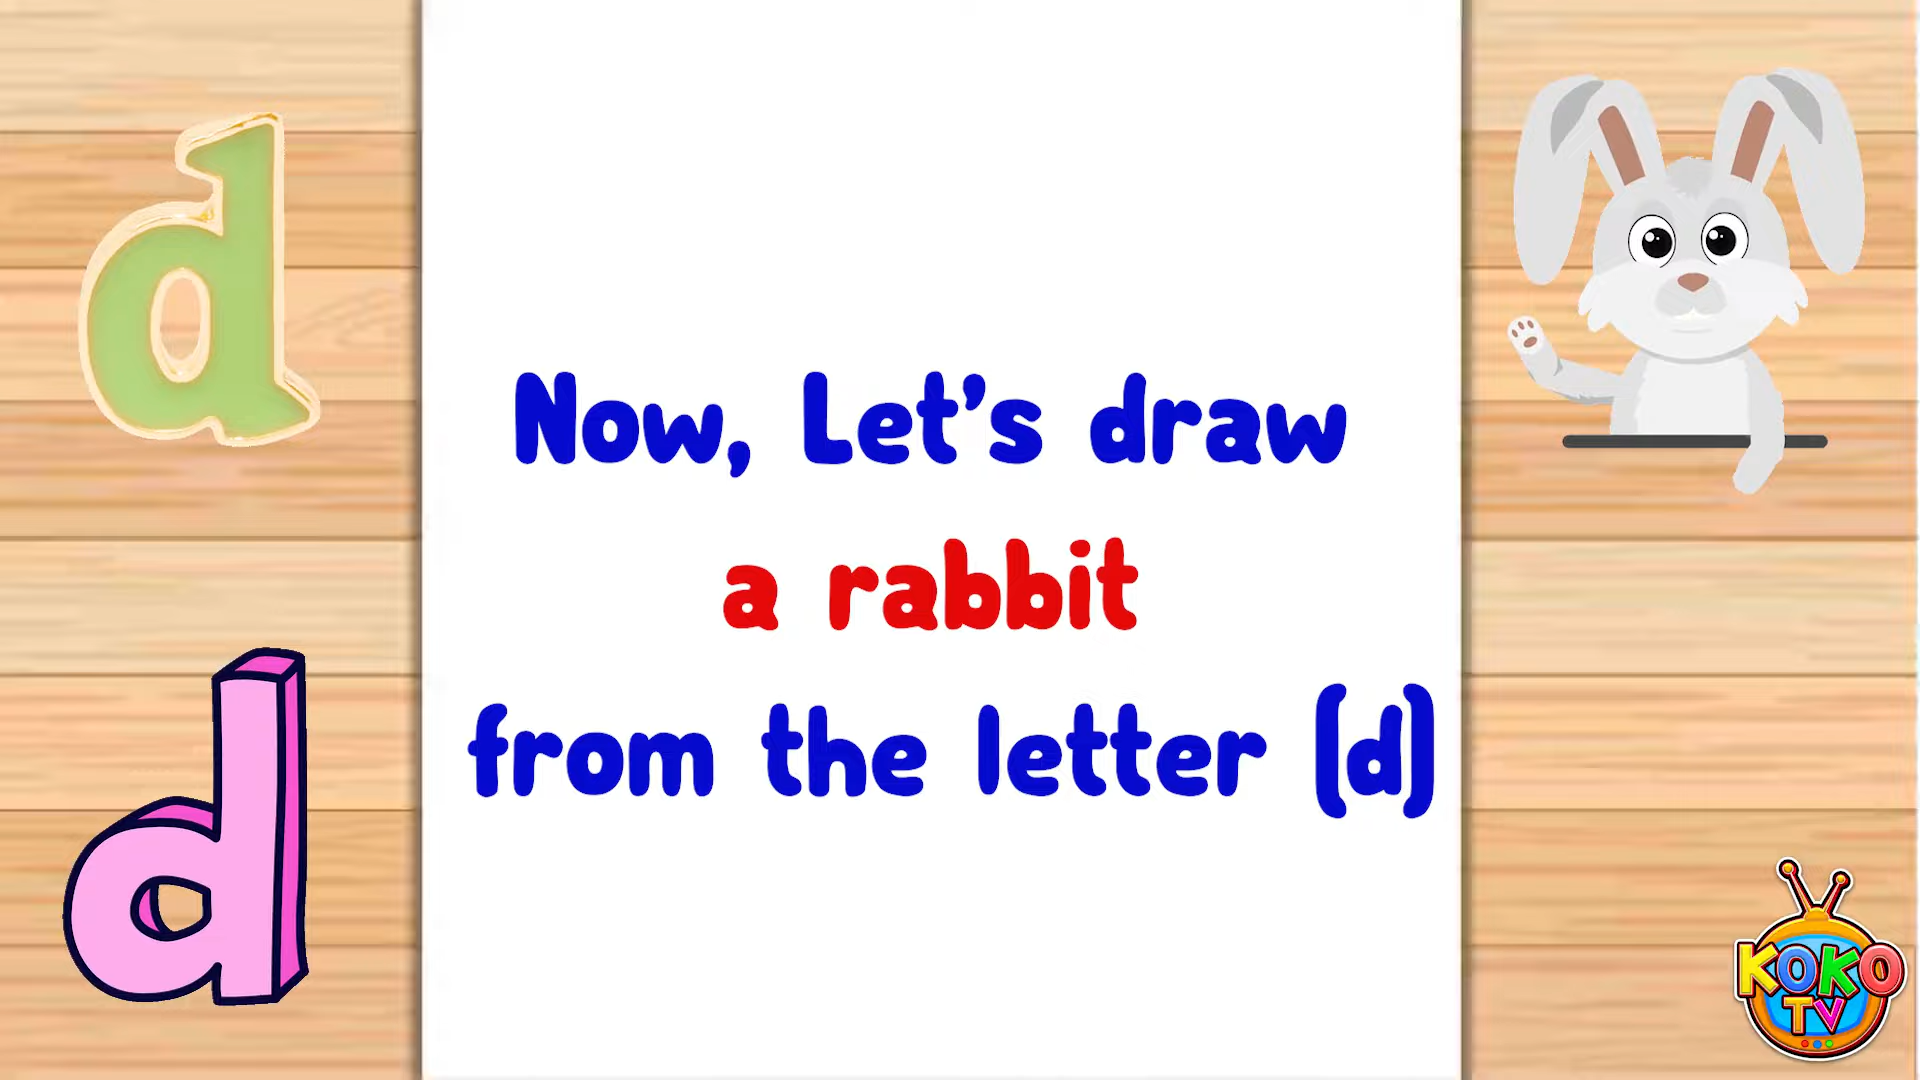 d
Now, Let's draw
a rabbit
from the letter (d)
d
KOKO
TV